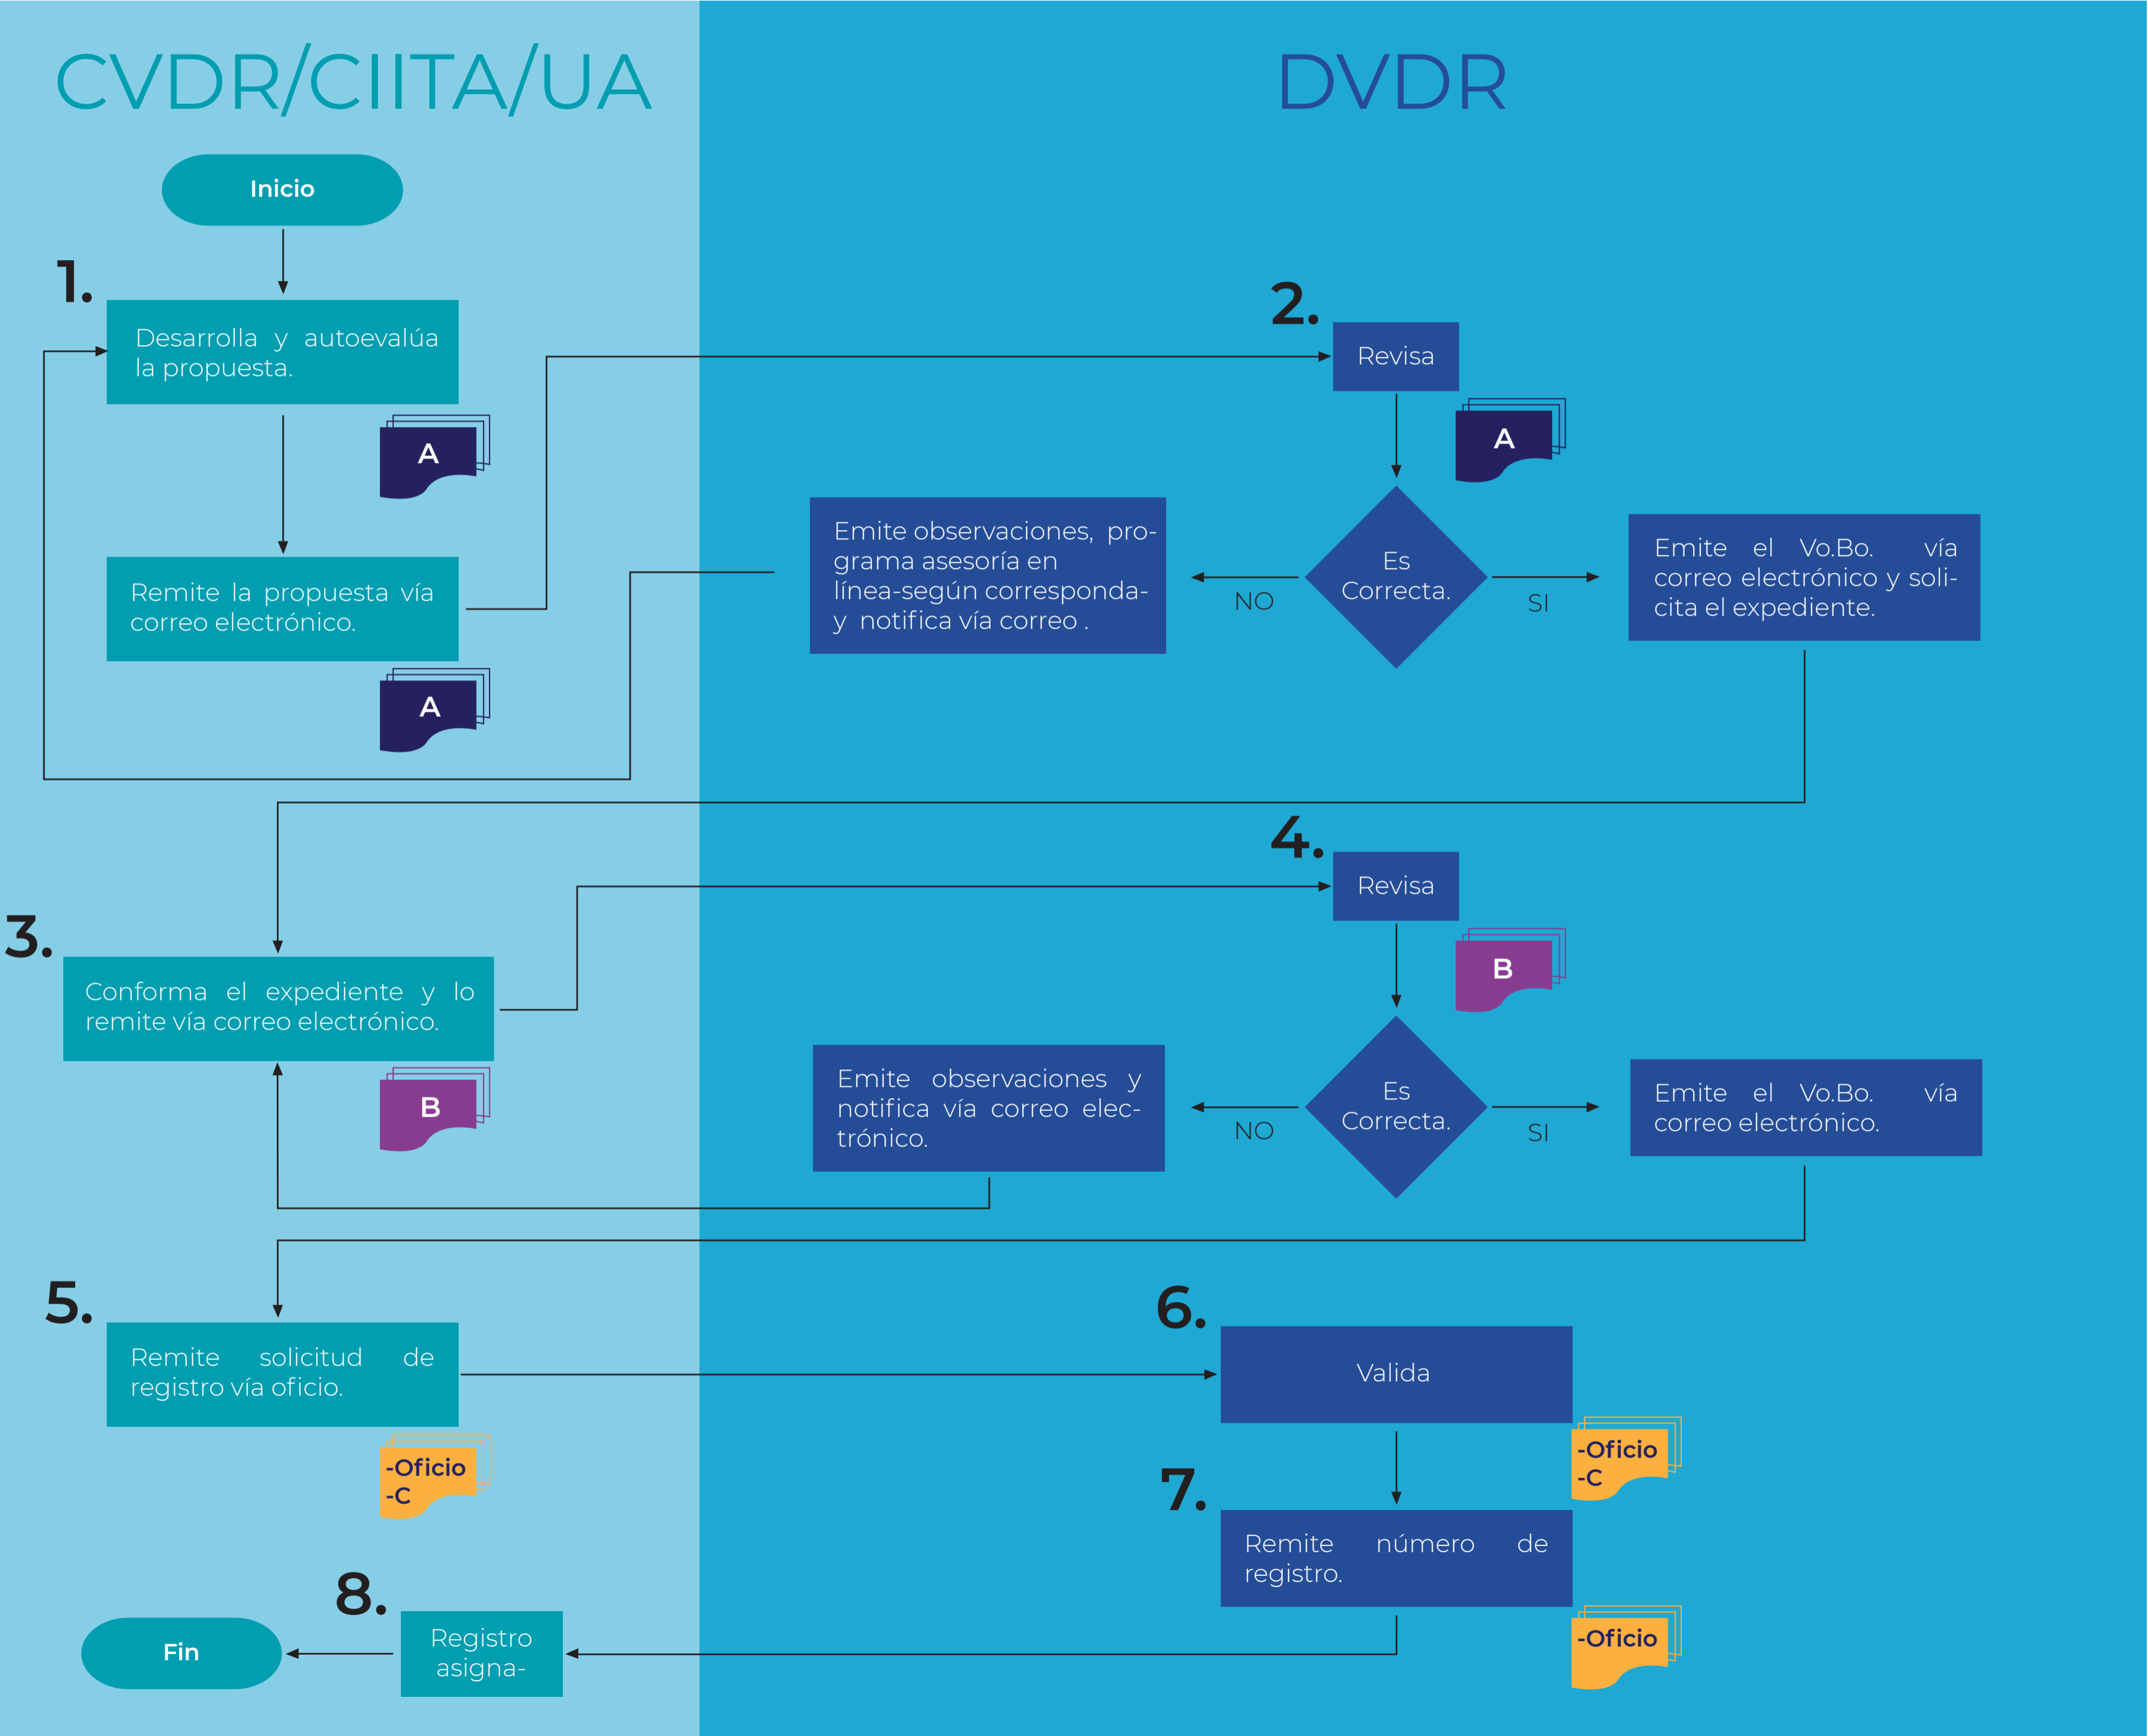 CVDR/CIITA/UA
DVDR
Inicio
1.
Desarrolla y autoevalúa
la propuesta.
A
Remite la propuesta vía
correo electrónico.
A
2.
Revisa
A
Es
Correcta.
NO
SI
Emite observaciones, pro-
grama asesoría en
línea-según corresponda-
y notifica vía correo .
Emite el Vo.Bo. vía
correo electrónico y soli-
cita el expediente.
3.
Conforma el expediente y lo
remite vía correo electrónico.
B
4.
Revisa
B
Es
Correcta.
NO
SI
Emite observaciones y
notifica vía correo elec-
trónico.
Emite el Vo.Bo. vía
correo electrónico.
5.
Remite solicitud de
registro vía oficio.
-Oficio
-C
6.
Valida
-Oficio
-C
7.
Remite número de
registro.
-Oficio
8.
Registro
asigna-
Fin